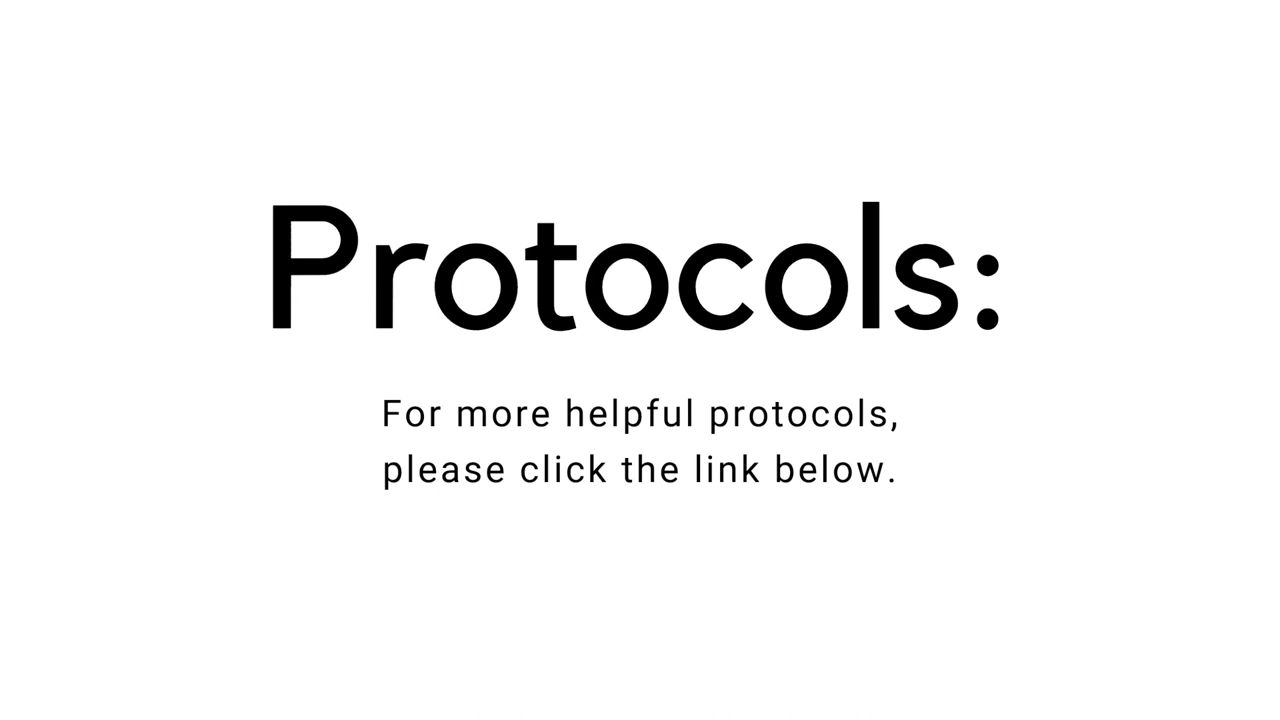 Protocols:
For more helpful protocols,
please click the link below.